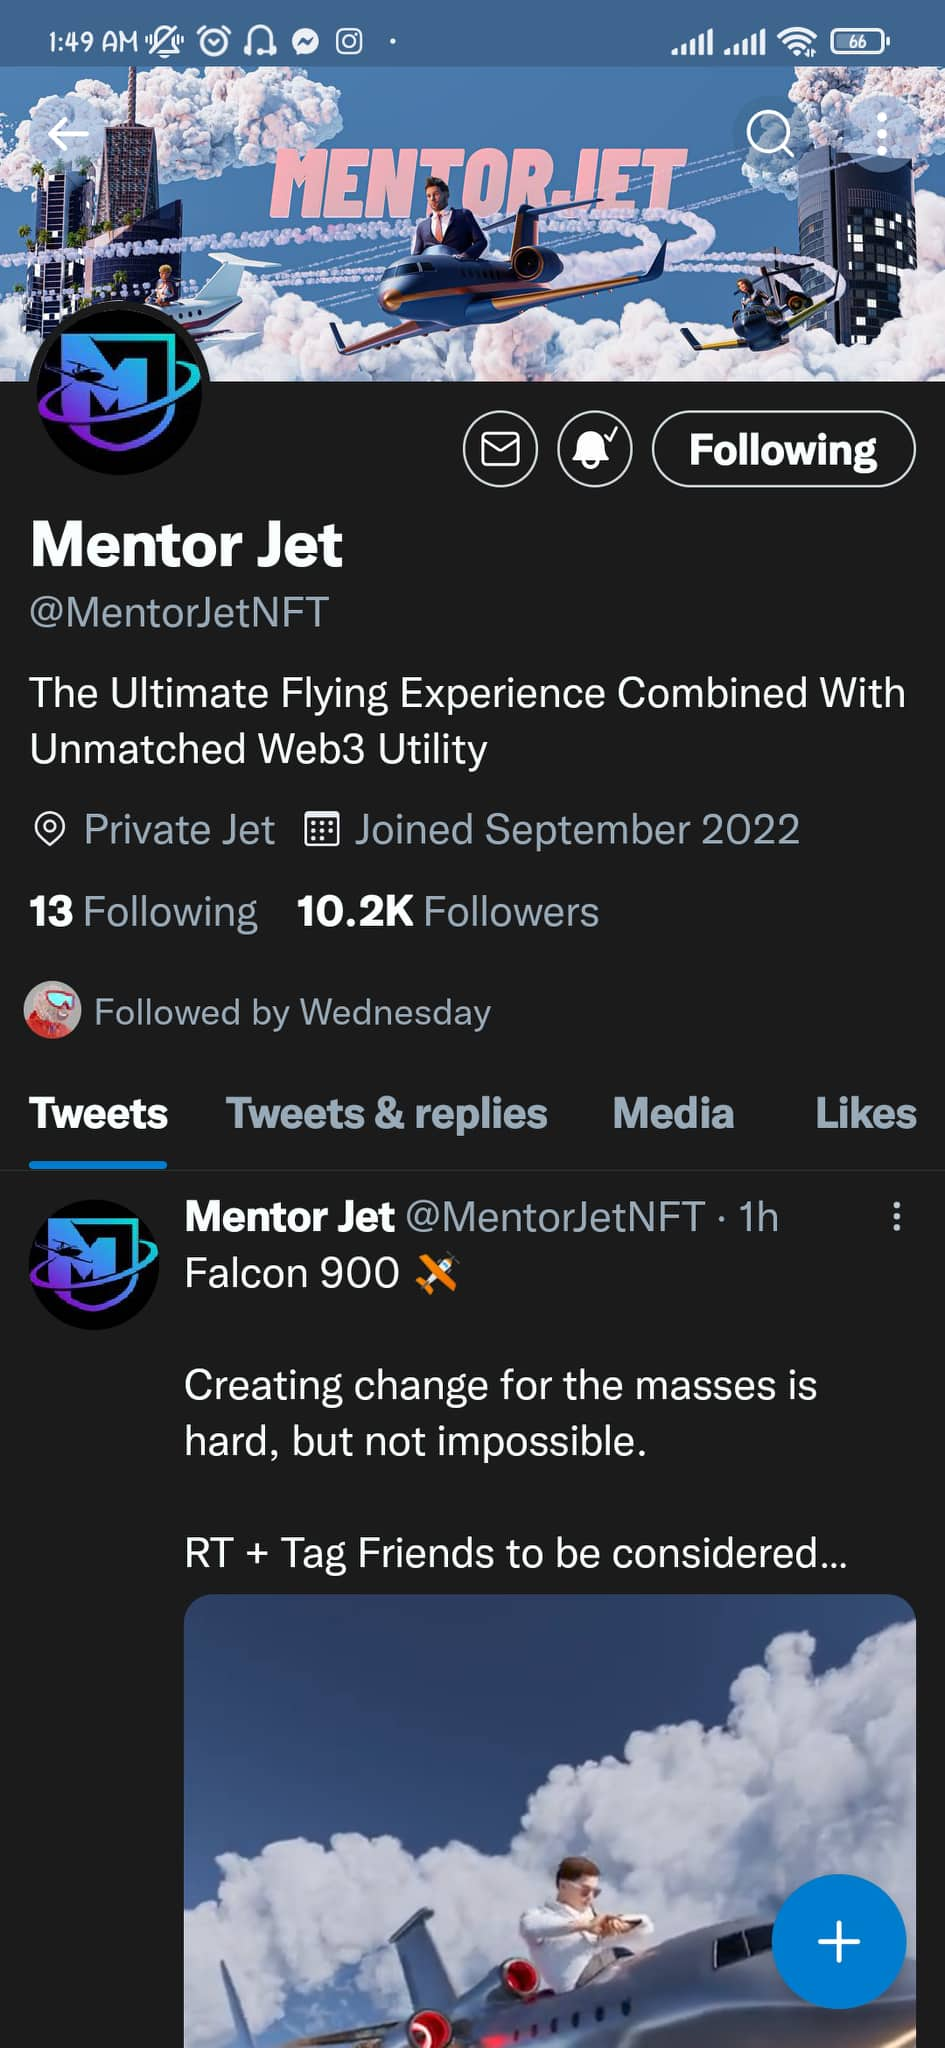 1:49 AM
66
MENTORJET
Following
Mentor Jet
@MentorJetNFT
The Ultimate Flying Experience Combined With
Unmatched Web3 Utility
Private Jet Joined September 2022
13 Following 10.2K Followers
Followed by Wednesday
Tweets Tweets & replies Media Likes
Mentor Jet @MentorJetNFT · 1h
Falcon 900
Creating change for the masses is
hard, but not impossible.
RT + Tag Friends to be considered...